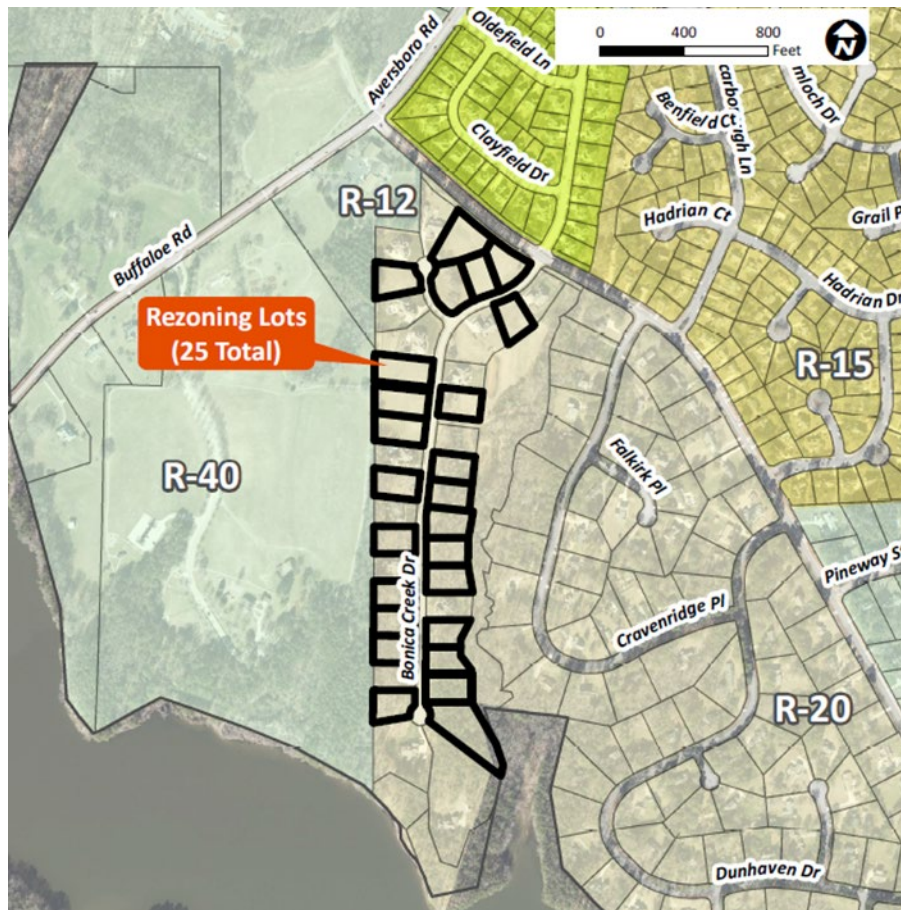 0 400 800
Feet
N
Oldefield Ln
Aversboro Rd
Clayfield Dr
Benfield Ct
Hadrian Ct
Hadrian Dr
R-12
Buffaloe Rd
Rezoning Lots
(25 Total)
R-15
R-40
Falkirk Pl
Bonica Creek Dr
Cravenridge Pl
Pineway S
R-20
Dunhaven Dr